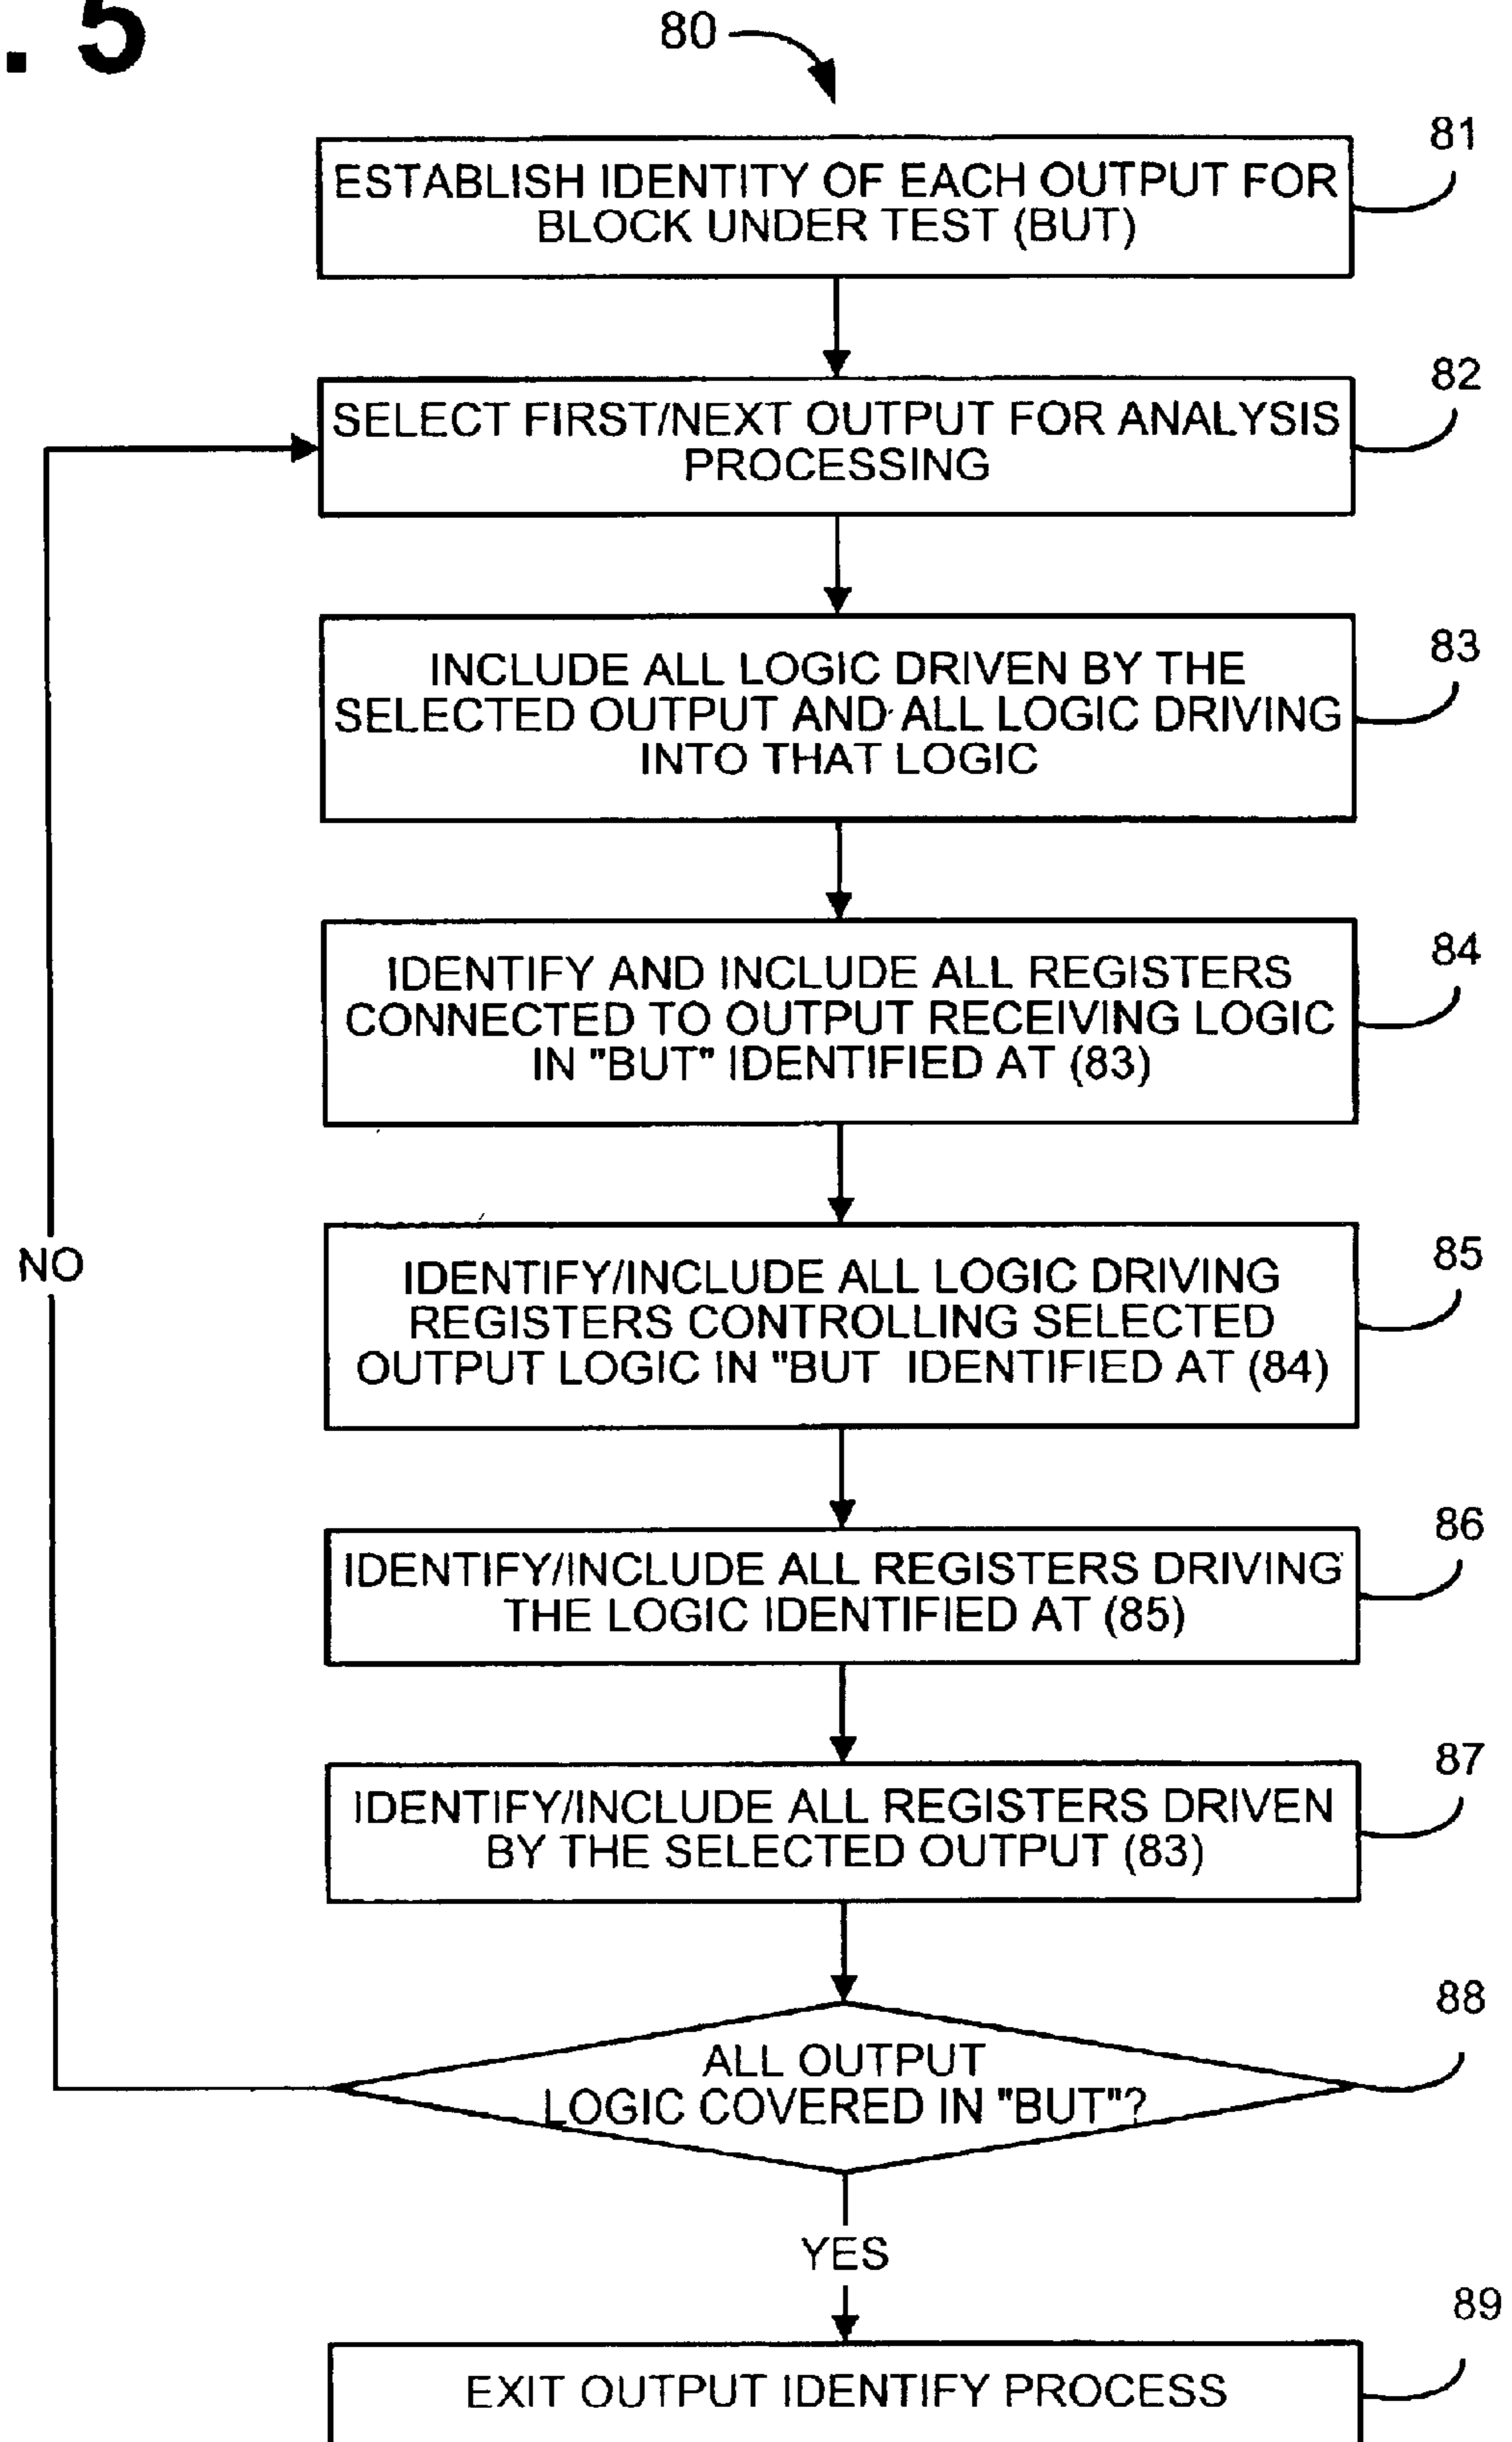 . 5
80
81
ESTABLISH IDENTITY OF EACH OUTPUT FOR
BLOCK UNDER TEST (BUT)
82
SELECT FIRST/NEXT OUTPUT FOR ANALYSIS
PROCESSING
83
INCLUDE ALL LOGIC DRIVEN BY THE
SELECTED OUTPUT AND ALL LOGIC DRIVING
INTO THAT LOGIC
84
IDENTIFY AND INCLUDE ALL REGISTERS
CONNECTED TO OUTPUT RECEIVING LOGIC
IN "BUT" IDENTIFIED AT (83)
NO
85
IDENTIFY/INCLUDE ALL LOGIC DRIVING
REGISTERS CONTROLLING SELECTED
OUTPUT LOGIC IN "BUT  IDENTIFIED AT (84)
86
IDENTIFY/INCLUDE ALL REGISTERS DRIVING
THE LOGIC IDENTIFIED AT (85)
87
IDENTIFY/INCLUDE ALL REGISTERS DRIVEN
BY THE SELECTED OUTPUT (83)
88
ALL OUTPUT
LOGIC COVERED IN "BUT"?
YES
89
EXIT OUTPUT IDENTIFY PROCESS